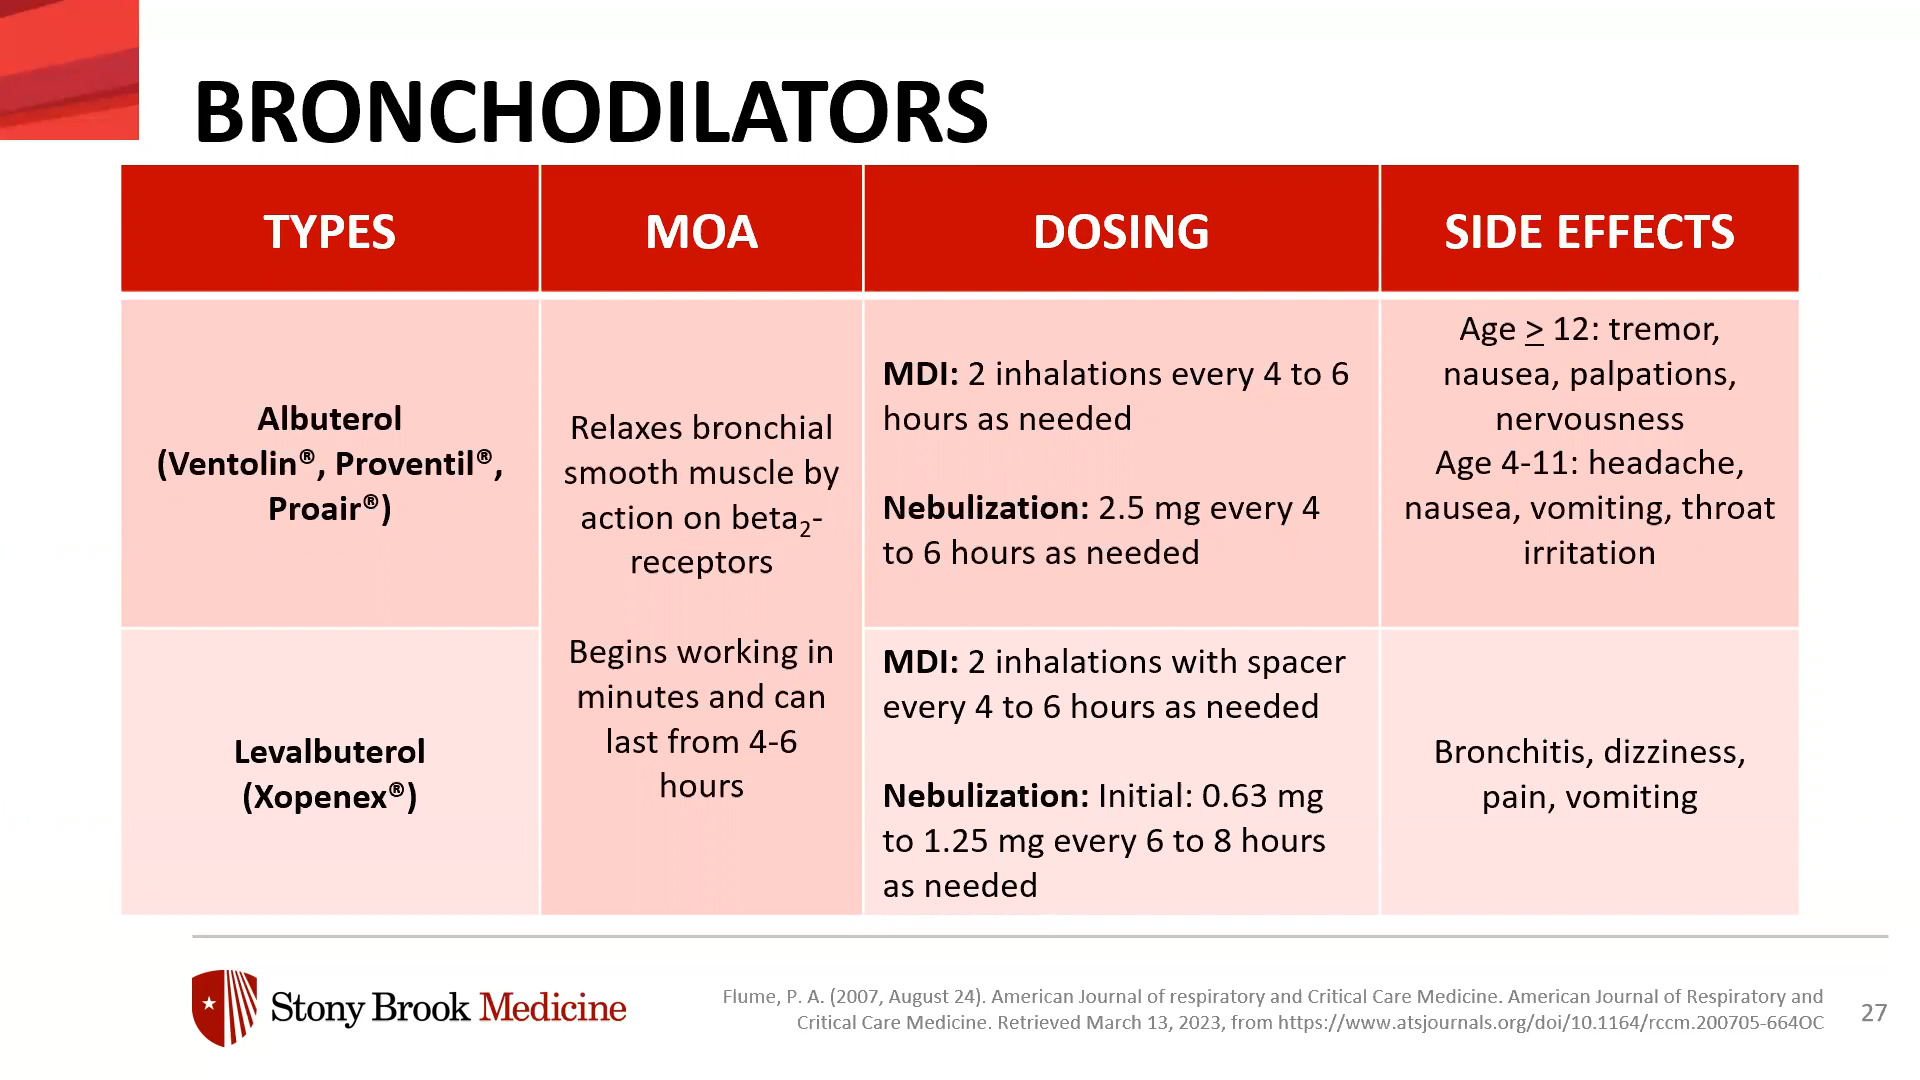 BRONCHODILATORS
TYPES
MOA
DOSING
SIDE EFFECTS
Albuterol
(Ventolin®, Proventil®,
Proair®)
Relaxes bronchial
smooth muscle by
action on beta₂-
receptors
Begins working in
minutes and can
last from 4-6
hours
MDI: 2 inhalations every 4 to 6
hours as needed
Nebulization: 2.5 mg every 4
to 6 hours as needed
Age ≥ 12: tremor,
nausea, palpations,
nervousness
Age 4-11: headache,
nausea, vomiting, throat
irritation
Levalbuterol
(Xopenex®)
MDI: 2 inhalations with spacer
every 4 to 6 hours as needed
Nebulization: Initial: 0.63 mg
to 1.25 mg every 6 to 8 hours
as needed
Bronchitis, dizziness,
pain, vomiting
Stony Brook Medicine
Flume, P. A. (2007, August 24). American Journal of respiratory and Critical Care Medicine. American Journal of Respiratory and
Critical Care Medicine. Retrieved March 13, 2023, from https://www.atsjournals.org/doi/10.1164/rccm.200705-664OC
27